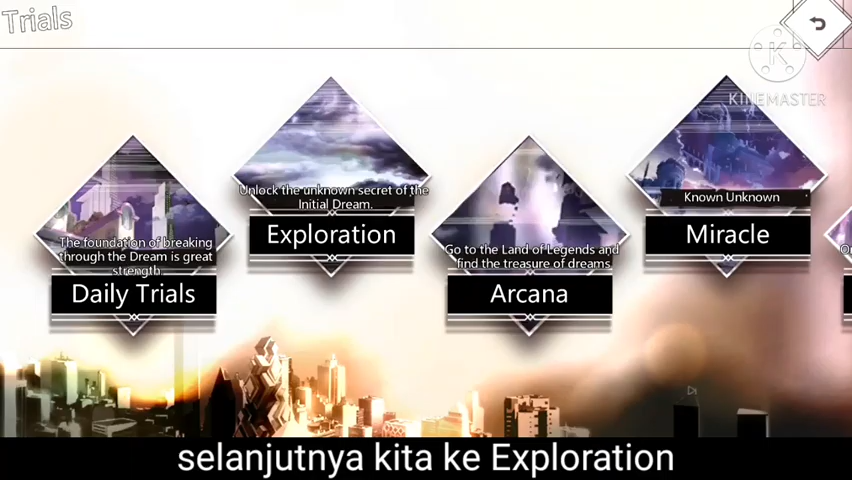 Trials
KINEMASTER
The foundation of breaking
through the Dream is great
strength.
Daily Trials
Unlock the unknown secret of the
Initial Dream.
Exploration
Go to the Land of Legends and
find the treasure of dreams
Arcana
Known Unknown
Miracle
selanjutnya kita ke Exploration